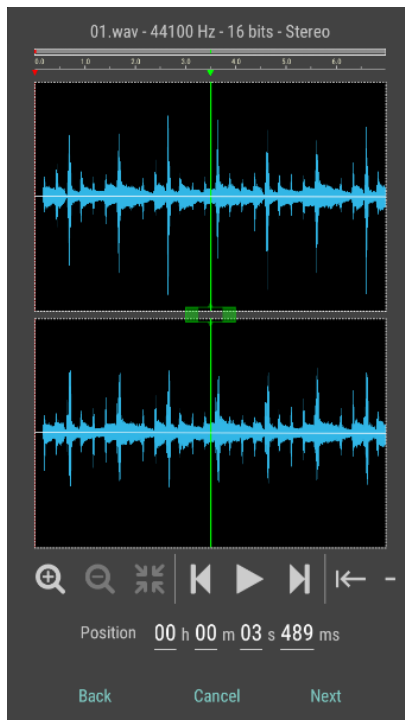 01.wav - 44100 Hz - 16 bits - Stereo
0.0 1.0 2.0 3.0 4.0 5.0 6.0
Position 00 h 00 m 03 s 489 ms
Back Cancel Next